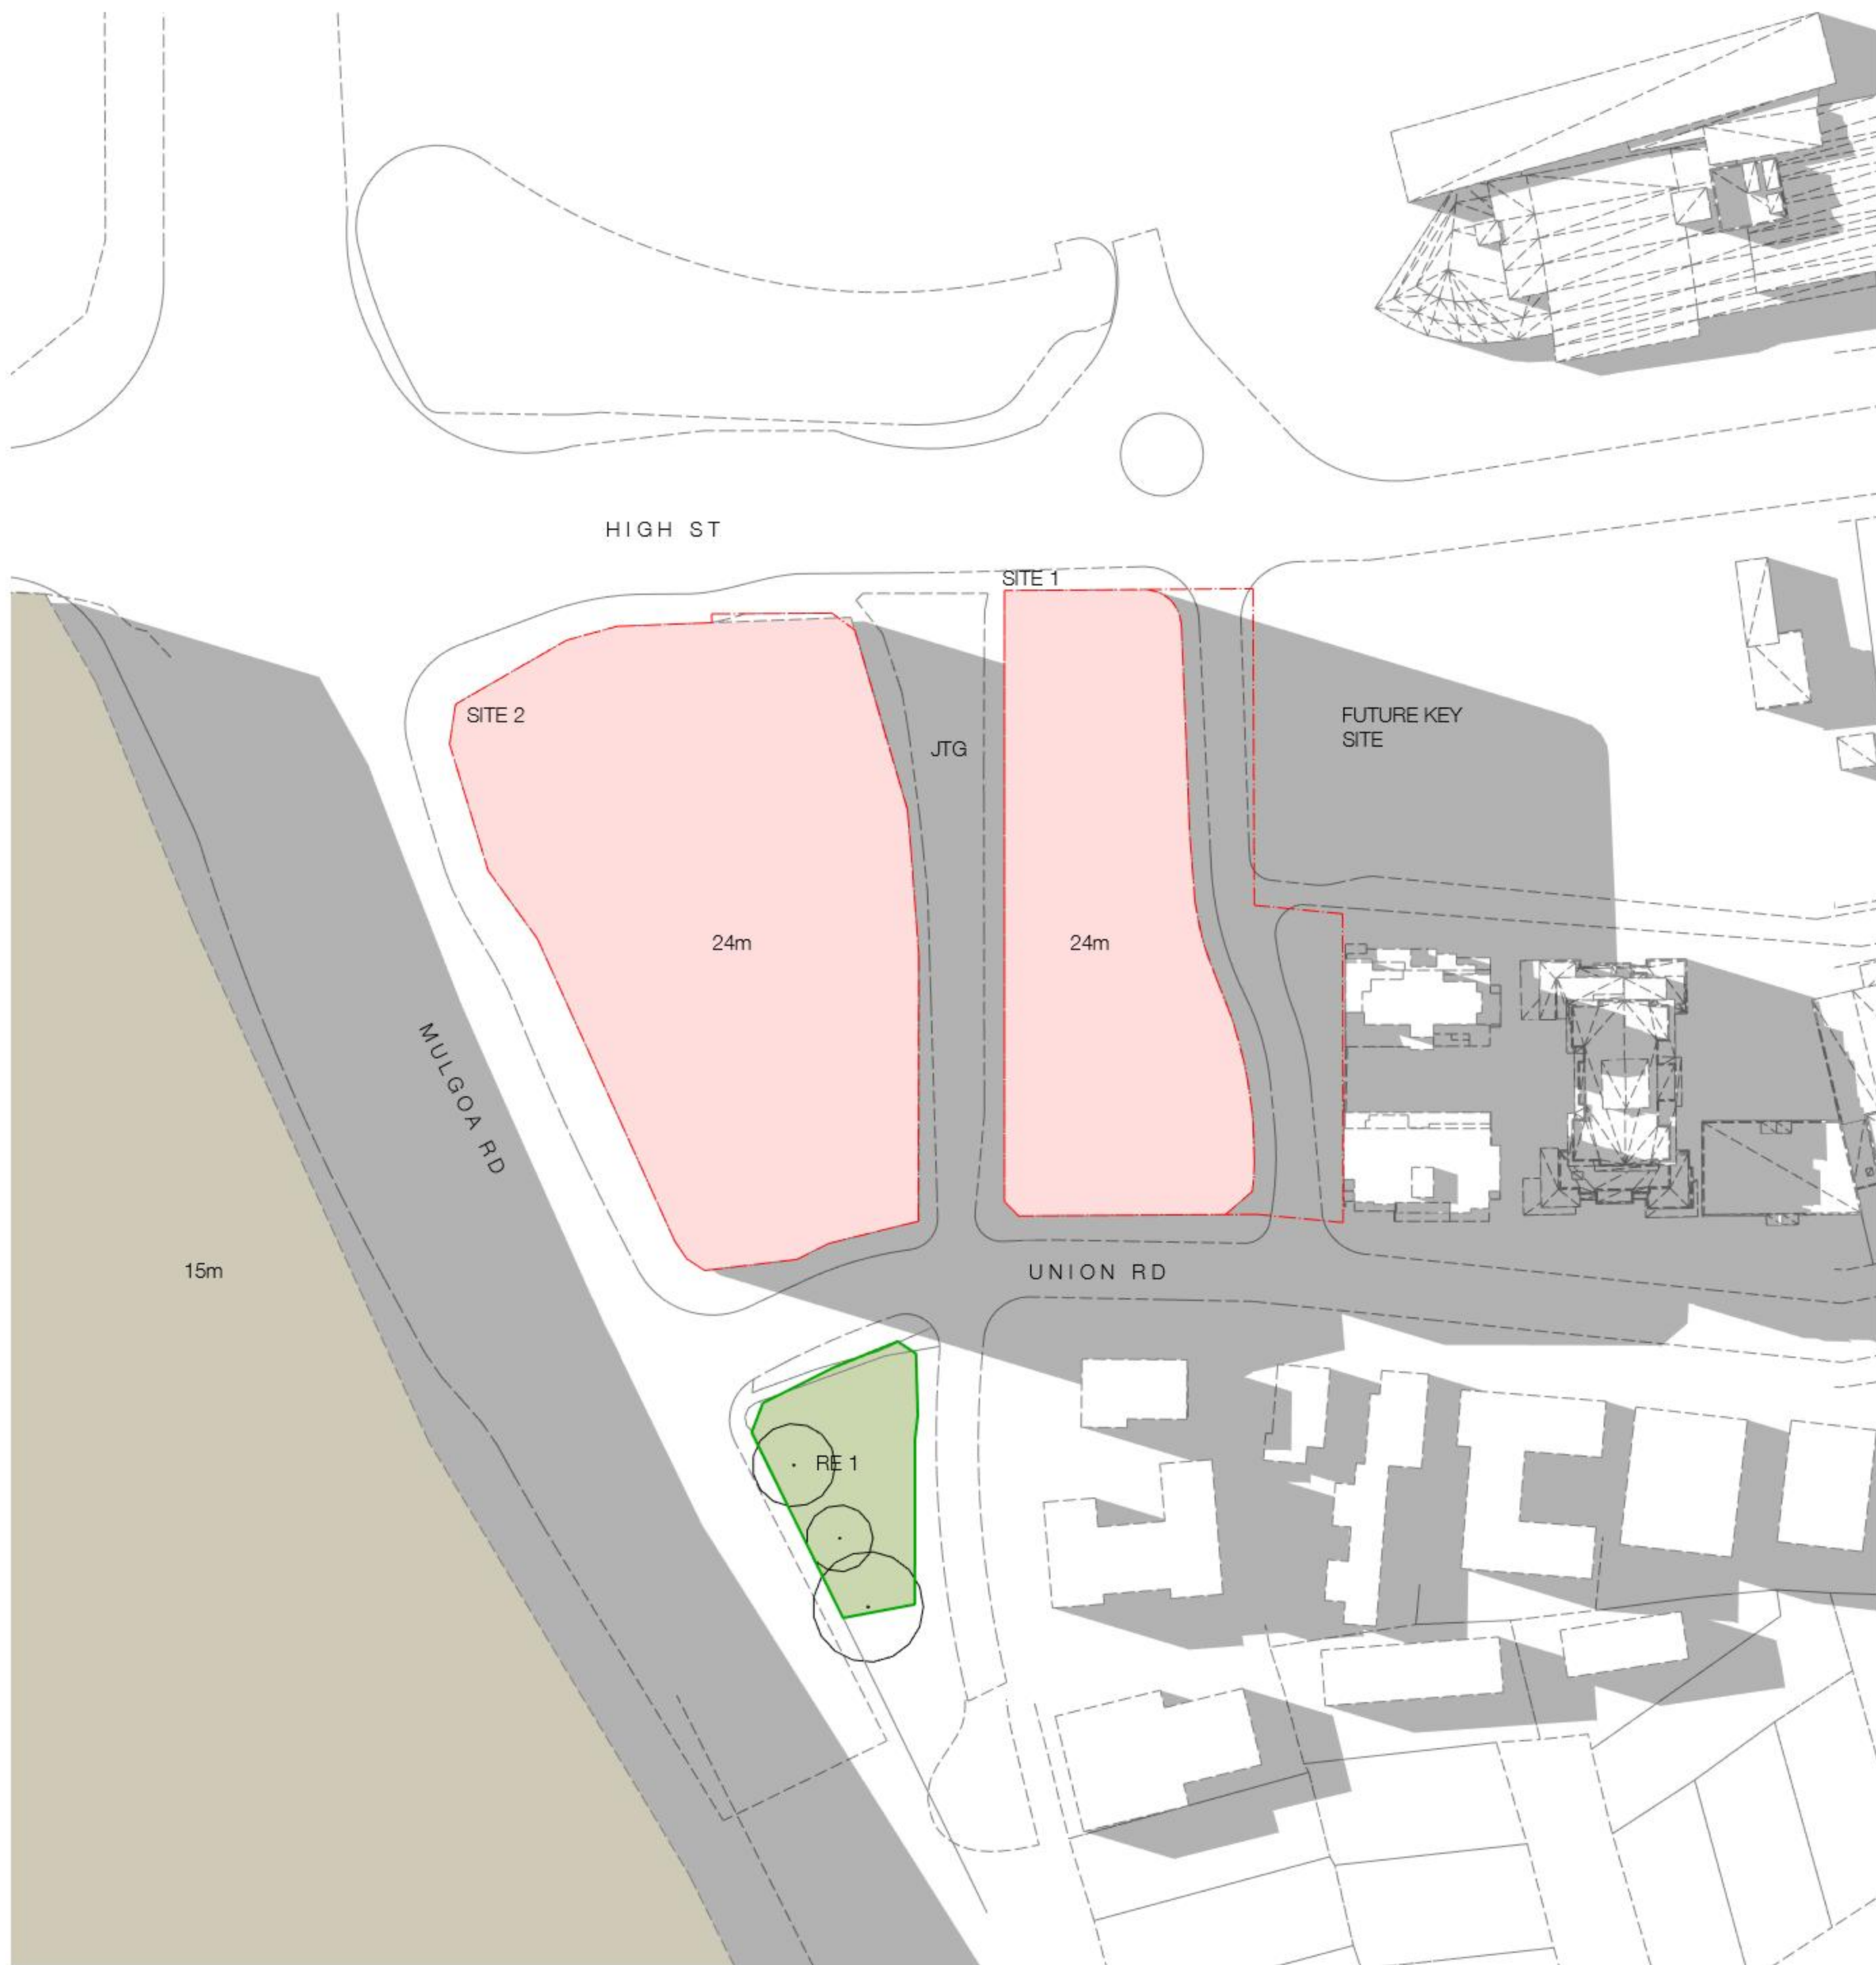 HIGH ST
SITE 1
SITE 2
FUTURE KEY
SITE
JTG
24m
24m
MULGOA RD
15m
UNION RD
RE 1